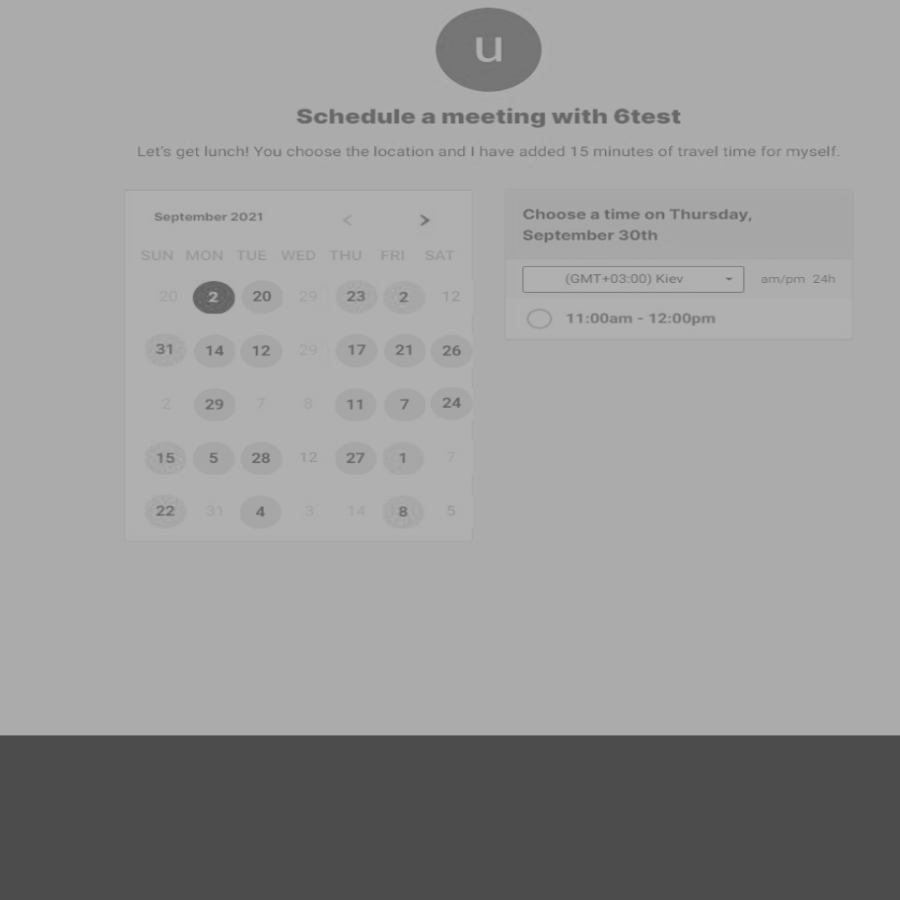 u
Schedule a meeting with 6test
Let's get lunch! You choose the location and I have added 15 minutes of travel time for myself.
September 2021 < >
SUN MON TUE WED THU FRI SAT
20 2 20 29 23 2 12
31 14 12 29 17 21 26
2 29 7 8 11 7 24
15 5 28 12 27 1 7
22 31 4 3 14 8 5
Choose a time on Thursday,
September 30th
(GMT+03:00) Kiev am/pm 24h
11:00am - 12:00pm